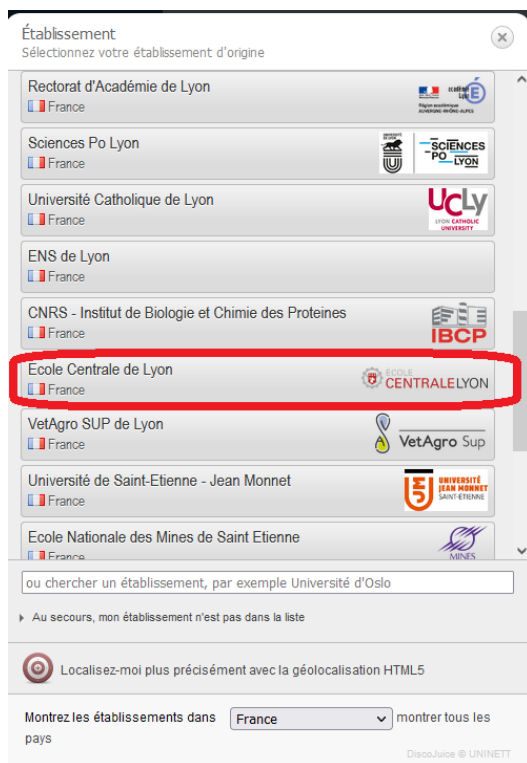 Établissement
Sélectionnez votre établissement d'origine
Rectorat d'Académie de Lyon
France
Sciences Po Lyon
France
SCIENCES
PO
LYON
Université Catholique de Lyon
France
UCLy
LYON CATHOLIC
UNIVERSITY
ENS de Lyon
France
CNRS - Institut de Biologie et Chimie des Proteines
France
IBCP
Ecole Centrale de Lyon
France
ECOLE
CENTRALELYON
VetAgro SUP de Lyon
France
VetAgro Sup
Université de Saint-Etienne - Jean Monnet
France
UNIVERSITÉ
JEAN MONNET
SAINT-ÉTIENNE
Ecole Nationale des Mines de Saint Etienne
France
MINES
ou chercher un établissement, par exemple Université d'Oslo
Au secours, mon établissement n'est pas dans la liste
Localisez-moi plus précisément avec la géolocalisation HTML5
Montrez les établissements dans France montrer tous les
pays
DiscoJuice © UNINETT